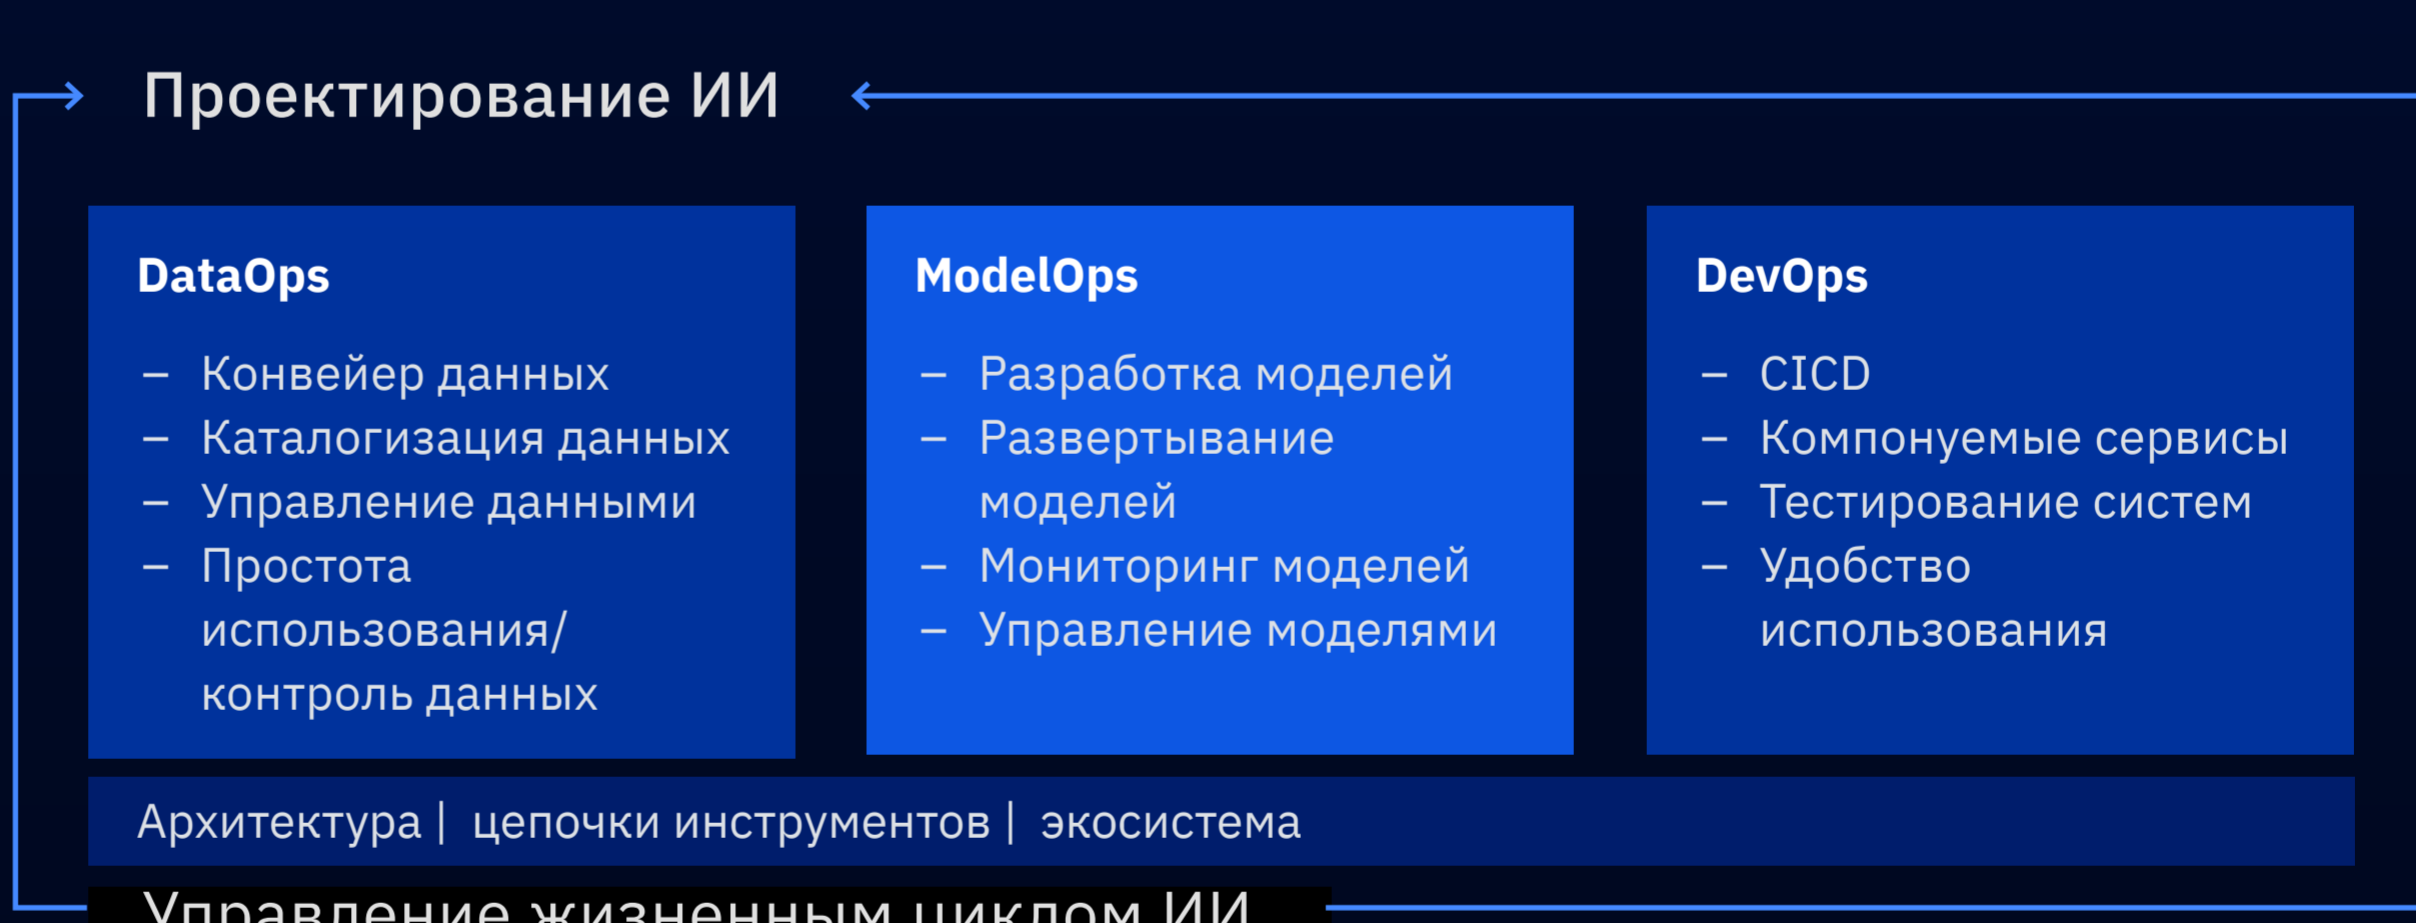 Проектирование ИИ
DataOps
– Конвейер данных
– Каталогизация данных
– Управление данными
– Простота
использования/
контроль данных
ModelOps
– Разработка моделей
– Развертывание
моделей
– Мониторинг моделей
– Управление моделями
DevOps
– CICD
– Компонуемые сервисы
– Тестирование систем
– Удобство
использования
Архитектура | цепочки инструментов | экосистема
Управление жизненным циклом ИИ